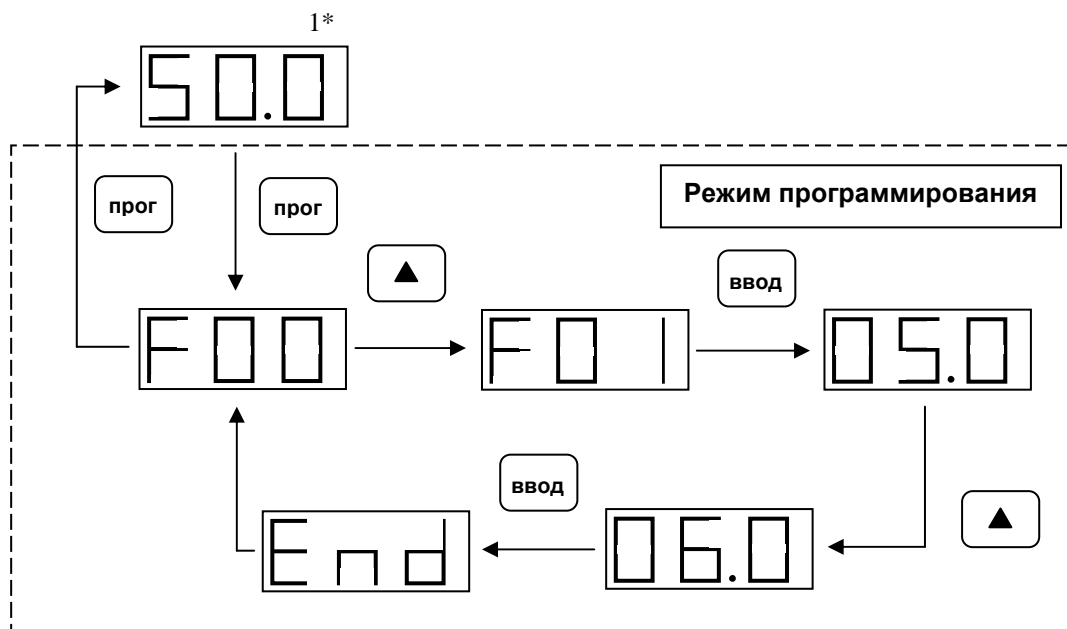 1*
50.0
Режим программирования
прог
прог
▲
ввод
F00
F01
05.0
ввод
▲
End
06.0